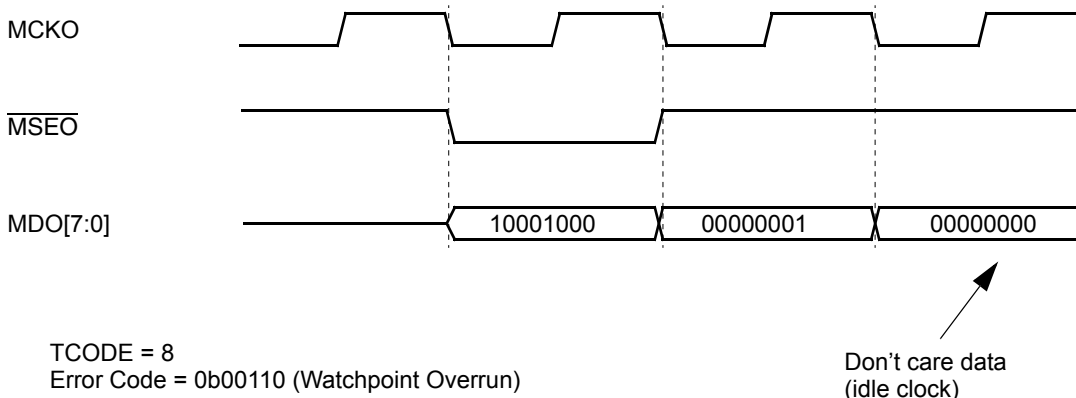 MCKO
MSEO
MDO[7:0]
10001000
00000001
00000000
TCODE = 8
Error Code = 0b00110 (Watchpoint Overrun)
Don't care data
(idle clock)